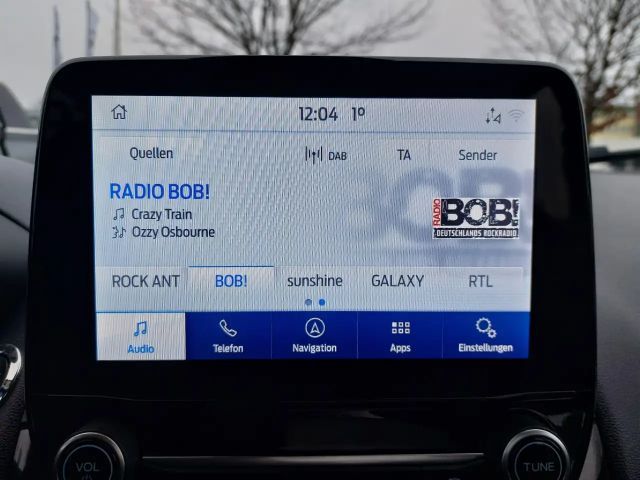 12:04 1º
Quellen DAB TA Sender
RADIO BOB!
Crazy Train
Ozzy Osbourne
RADIO BOB!
DEUTSCHLANDS ROCKRADIO
ROCK ANT BOB! sunshine GALAXY RTL
Audio Telefon Navigation Apps Einstellungen
VOL TUNE